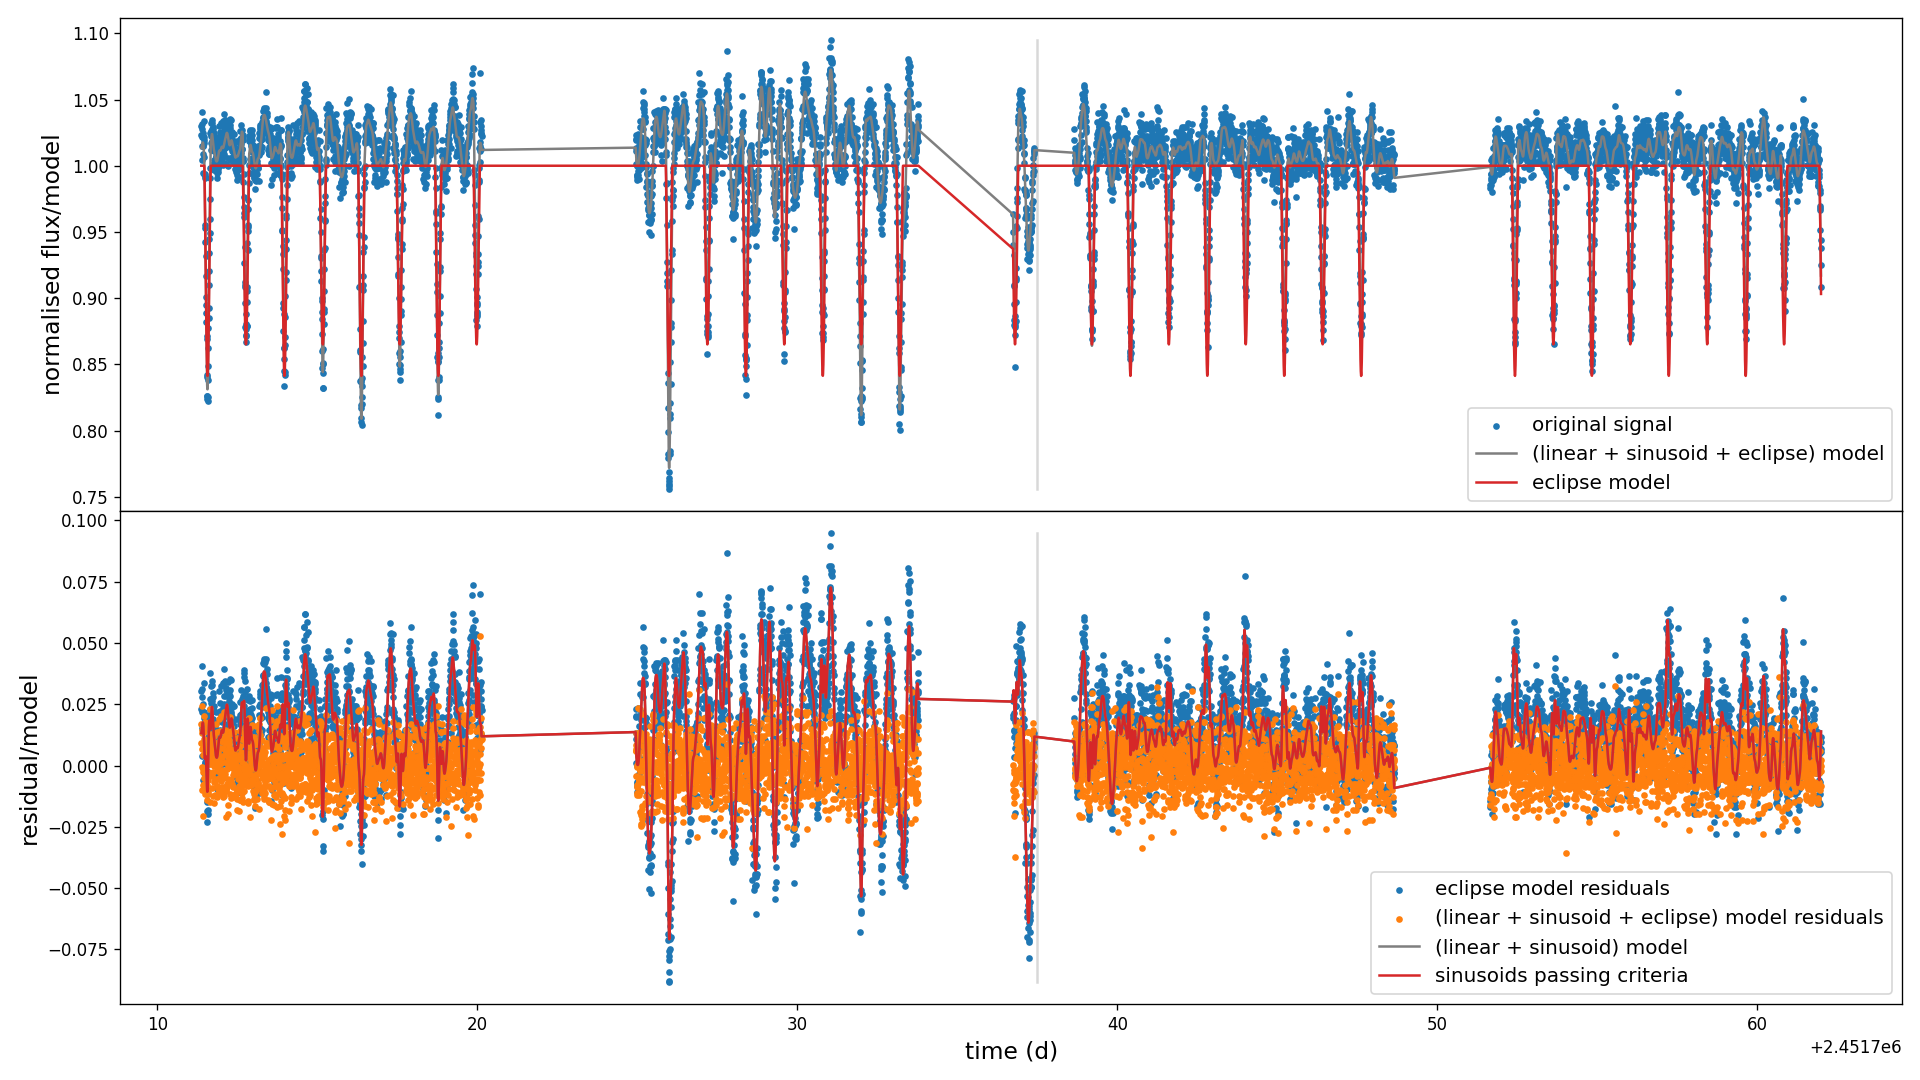 1.10
1.05
1.00
0.95
0.90
0.85
0.80
0.75
normalised flux/model
original signal
(linear + sinusoid + eclipse) model
eclipse model
0.100
0.075
0.050
0.025
0.000
−0.025
−0.050
−0.075
residual/model
eclipse model residuals
(linear + sinusoid + eclipse) model residuals
(linear + sinusoid) model
sinusoids passing criteria
10 20 30 40 50 60
time (d)
+2.4517e6